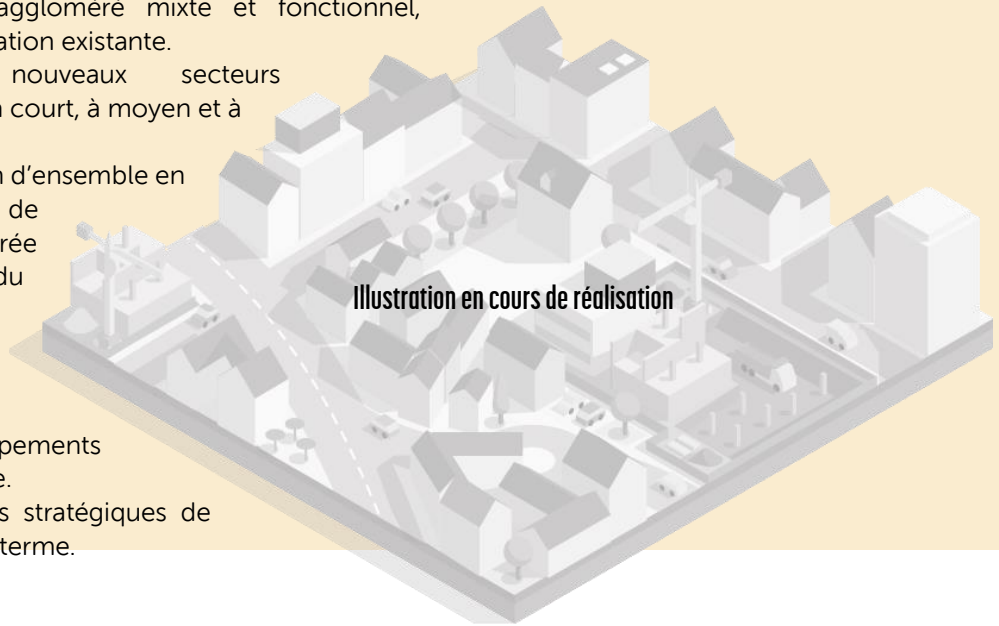 aggloméré mixte et fonctionnel,
ation existante.
nouveaux secteurs
court, à moyen et à
d'ensemble en
de
rée
du
Illustration en cours de réalisation
pements
e.
s stratégiques de
terme.